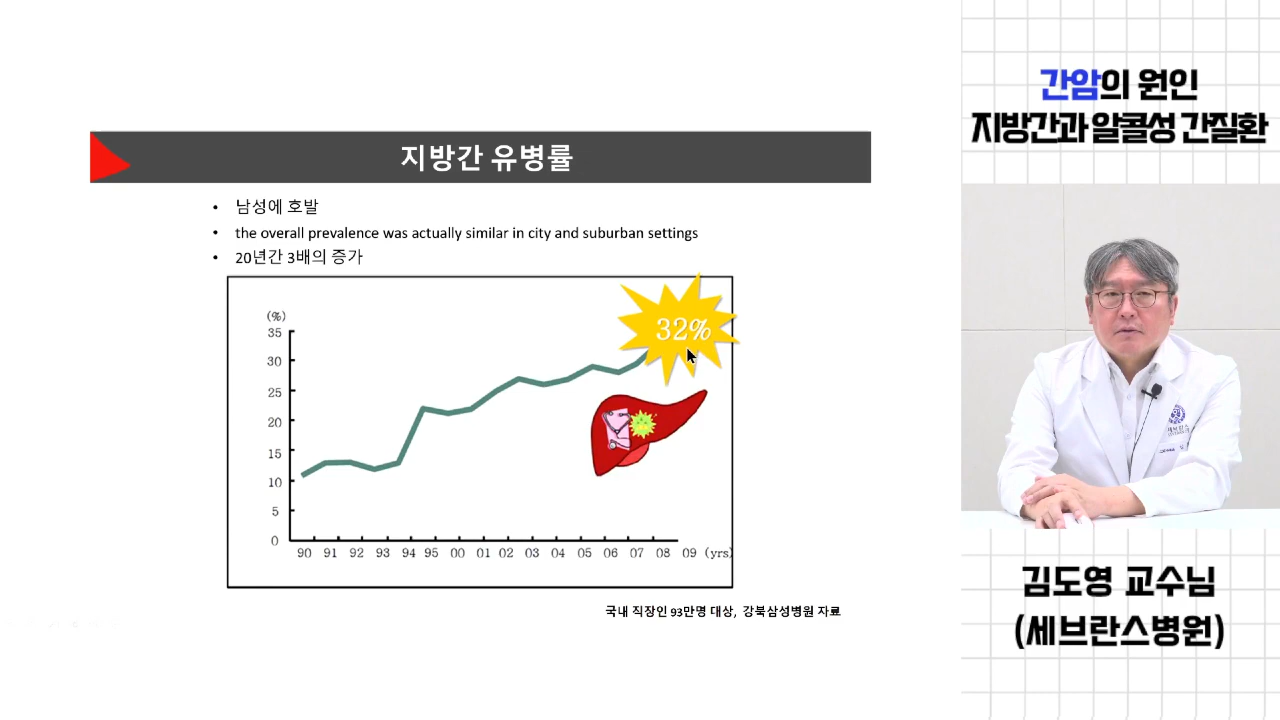 지방간 유병률
• 남성에 호발
• the overall prevalence was actually similar in city and suburban settings
• 20년간 3배의 증가
(%)
35
30
25
20
15
10
5
0
32%
90 91 92 93 94 95 00 01 02 03 04 05 06 07 08 09 (yrs)
국내 직장인 93만명 대상, 강북삼성병원 자료
간암의 원인
지방간과 알콜성 간질환
김도영 교수님
(세브란스병원)